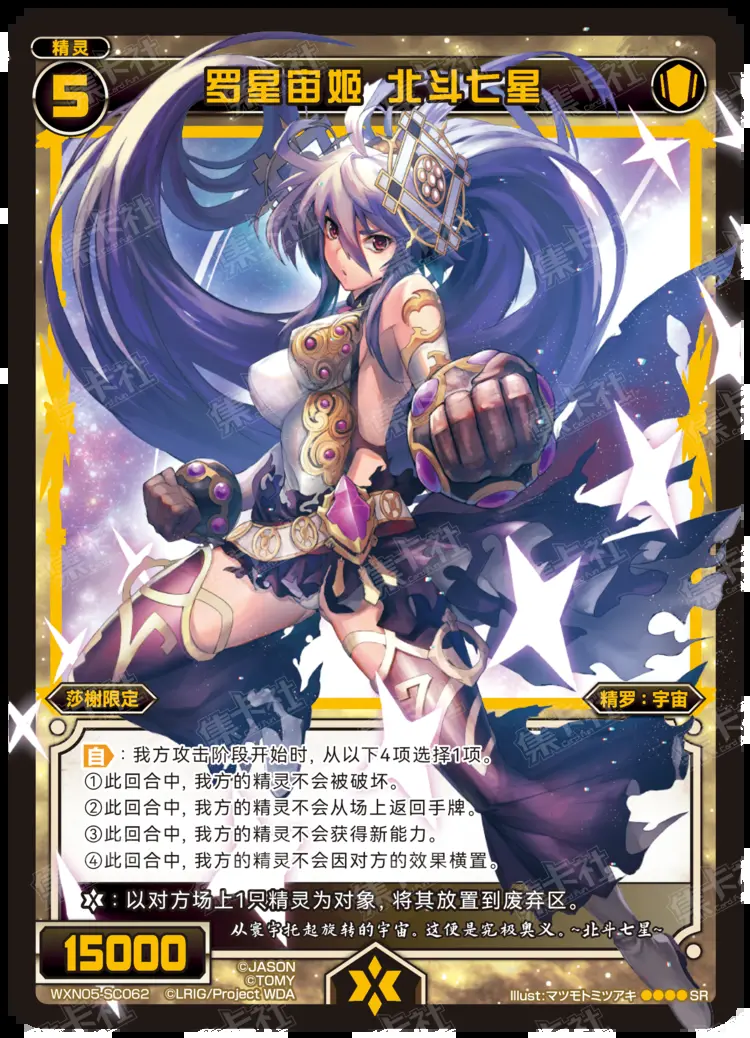 精灵
5
罗星宙姬 北斗七星
莎榭限定
精罗：宇宙
自：我方攻击阶段开始时，从以下4项选择1项。
①此回合中，我方的精灵不会被破坏。
②此回合中，我方的精灵不会从场上返回手牌。
③此回合中，我方的精灵不会获得新能力。
④此回合中，我方的精灵不会因对方的效果横置。
：以对方场上1只精灵为对象，将其放置到废弃区。
从寰宇托起旋转的宇宙。这便是究极奥义。~北斗七星~
15000
©JASON
©TOMY
WXN05-SC062 ©LRIG/Project WDA
Illust:マツモトミツアキ ●●●●SR
7
集卡社